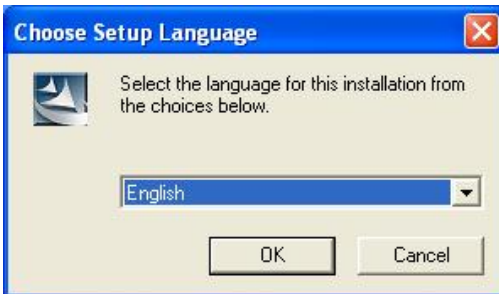 Choose Setup Language
Select the language for this installation from
the choices below.
English
OK
Cancel